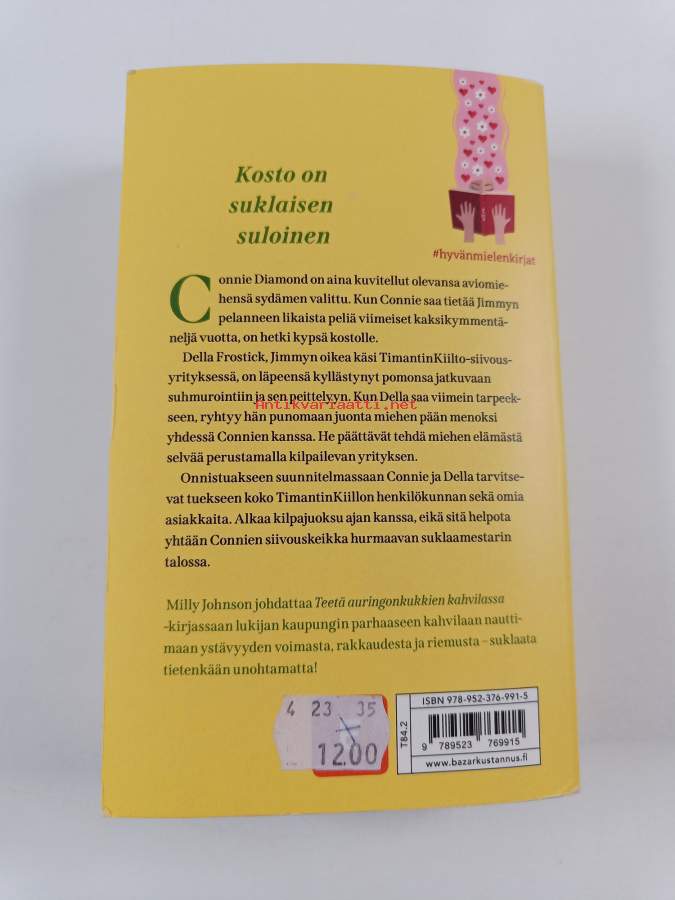 Kosto on
suklaisen
suloinen
#hyvänmielenkirjat
Connie Diamond on aina kuvitellut olevansa aviomie-
hensä sydämen valittu. Kun Connie saa tietää Jimmyn
pelanneen likaista peliä viimeiset kaksikymmentä-
neljä vuotta, on hetki kypsä kostolle.
Della Frostick, Jimmyn oikea käsi TimantinKiilto-siivous-
yrityksessä, on läpeensä kyllästynyt pomonsa jatkuvaan
suhmurointiin ja sen peittelyyn. Kun Della saa viimein tarpeek-
Antikvariaatti.net
seen, ryhtyy hän punomaan juonta miehen pään menoksi
yhdessä Connien kanssa. He päättävät tehdä miehen elämästä
selvää perustamalla kilpailevan yrityksen.
Onnistuakseen suunnitelmassaan Connie ja Della tarvitse-
vat tuekseen koko TimantinKiillon henkilökunnan sekä omia
asiakkaita. Alkaa kilpajuoksu ajan kanssa, eikä sitä helpota
yhtään Connien siivouskeikka hurmaavan suklaamestarin
talossa.
Milly Johnson johdattaa Teetä auringonkukkien kahvilassa
-kirjassaan lukijan kaupungin parhaaseen kahvilaan nautti-
maan ystävyyden voimasta, rakkaudesta ja riemusta – suklaata
tietenkään unohtamatta!
4 23 35
12.00
T84.2
ISBN 978-952-376-991-5
9 789523 769915
www.bazarkustannus.fi